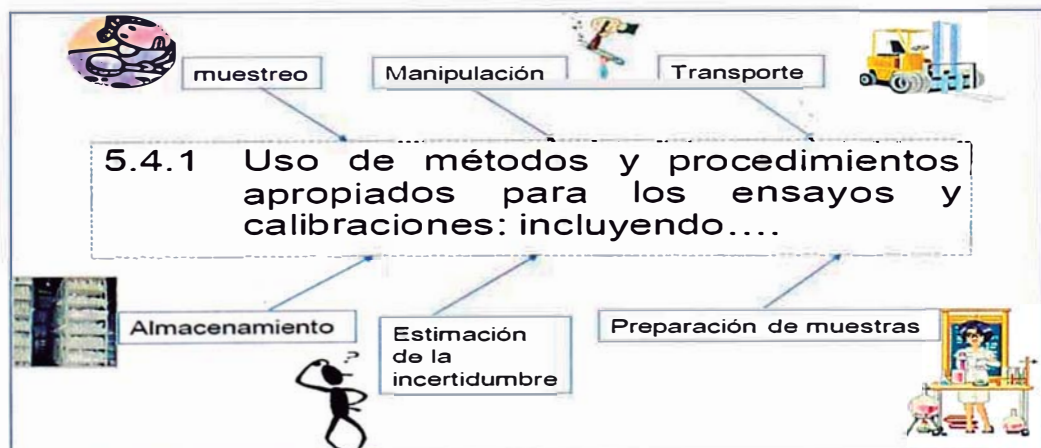 muestreo
Manipulación
Transporte
5.4.1 Uso de métodos y procedimientos
apropiados para los ensayos y
calibraciones: incluyendo....
Almacenamiento
Estimación
de la
incertidumbre
Preparación de muestras